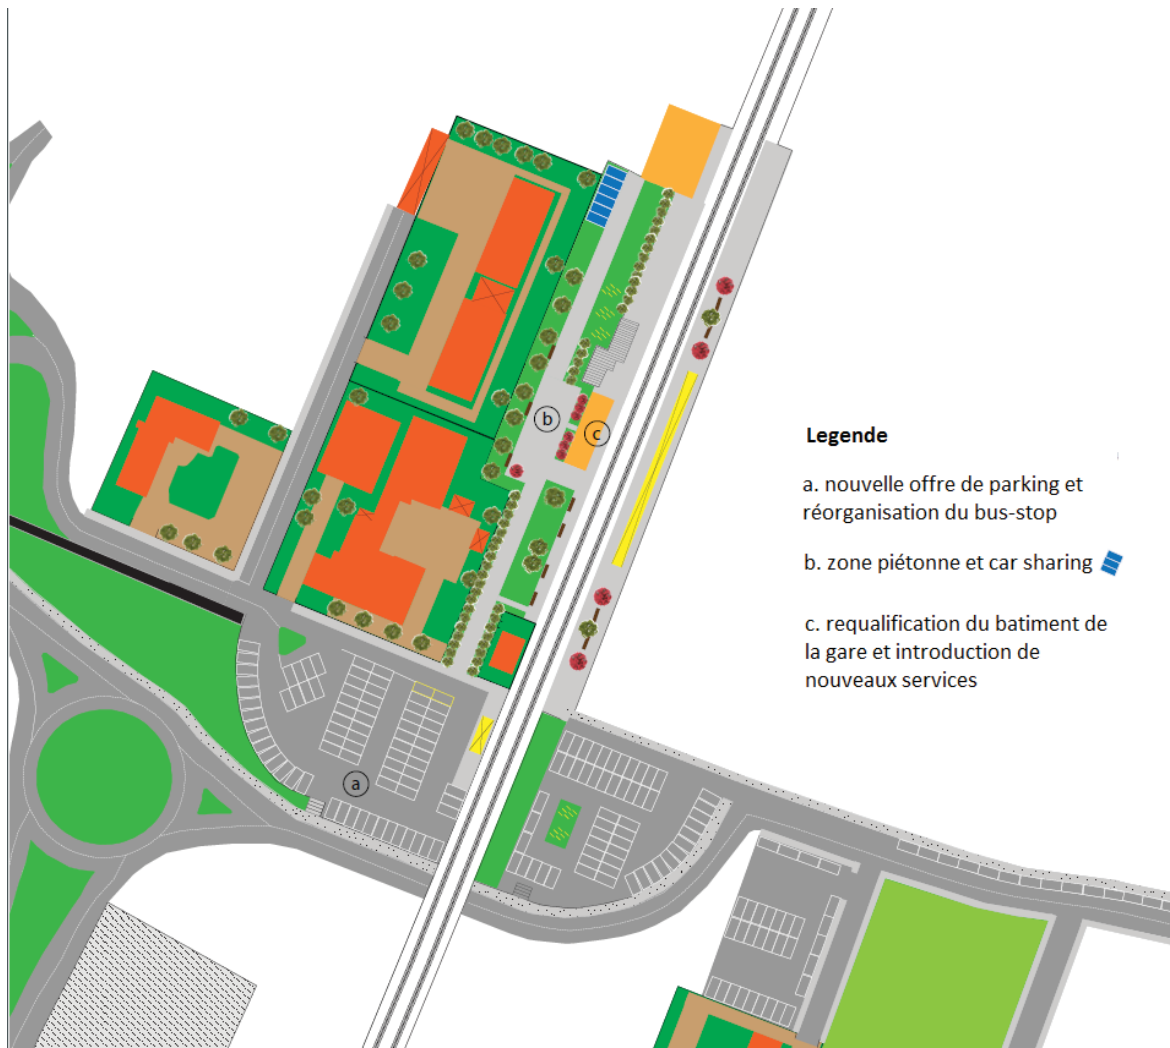 b
c
a
Legende
a. nouvelle offre de parking et
réorganisation du bus-stop
b. zone piétonne et car sharing
c. requalification du batiment de
la gare et introduction de
nouveaux services